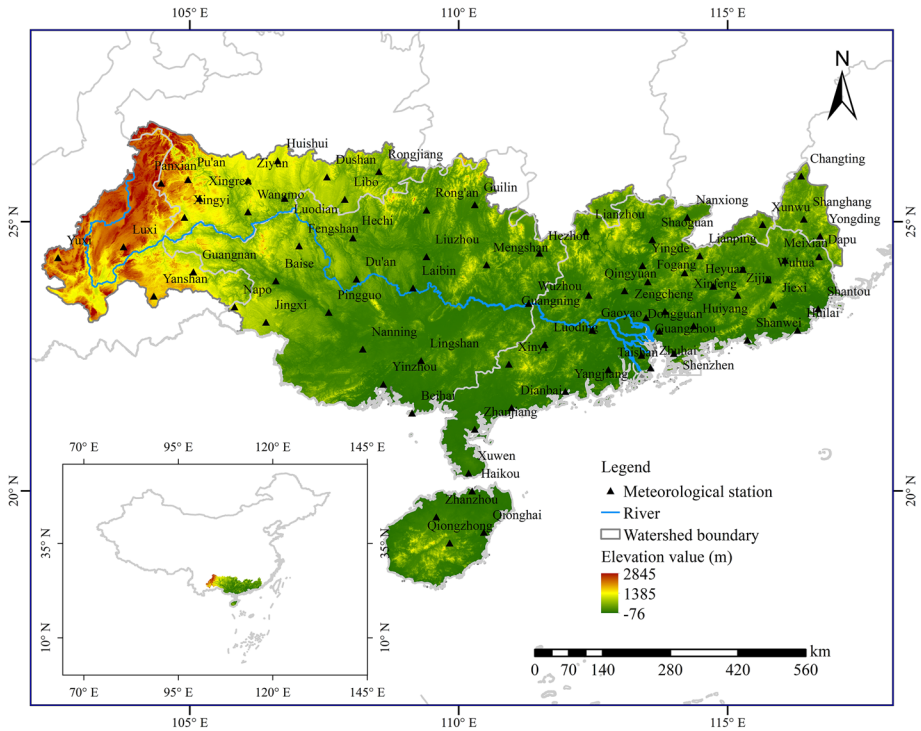 105° E 110° E 115° E
N
Huishui
Rongjiang
Changting
Pu'an
Ziyun
Dushan
Panxian
Xingren
Libo
Guilin
Wangmo
Rong'an
Nanxiong
Shanghang
Xingyi
Luodian
Lianzhou
Xunwu
25° N
Hechi
Shaoguan
Yongding
25° N
Luxi
Fengshan
Hezhou
Lianping
Yuxi
Liuzhou
Mengshan
Yingde
Meixian
Dapu
Guangnan
Baise
Du'an
Laibin
Fogang
Wuhua
Yanshan
Qingyuan
Heyuan
Zijin
Napo
Wuzhou
Xinfeng
Jiexi
Jingxi
Pingguo
Guangning
Zengcheng
Shantou
Gaoyao
Dongguan
Huiyang
Huilai
Luoding
Guangzhou
Shanwei
Nanning
Lingshan
Xinyi
Taishan
Zhuhai
Yinzhou
Yangjiang
Shenzhen
Beihai
Dianbai
Zhanjiang
Xuwen
Haikou
20° N
Zhanzhou
20° N
Qionghai
Qiongzhong
70° E 95° E 120° E 145° E
35° N
35° N
10° N
10° N
70° E 95° E 120° E 145° E
Legend
Meteorological station
River
Watershed boundary
Elevation value (m)
2845
1385
-76
km
0 70 140 280 420 560
105° E 110° E 115° E